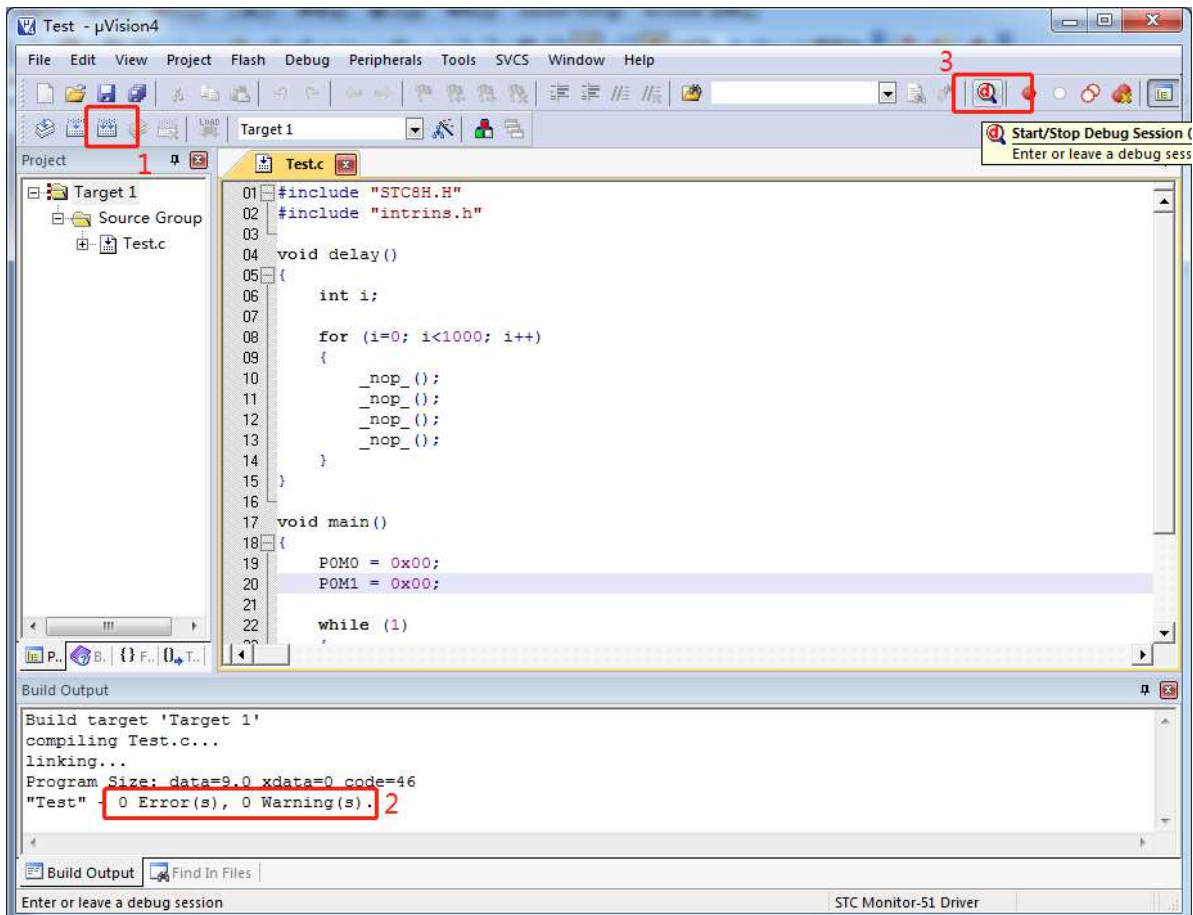 Test - μVision4
File Edit View Project Flash Debug Peripherals Tools SVCS Window Help
3
LOAD
Target 1
1
Start/Stop Debug Session (
Enter or leave a debug sess
Project
Test.c
Target 1
Source Group
Test.c
01 #include "STC8H.H"
02 #include "intrins.h"
03
04 void delay()
05 {
06 int i;
07
08 for (i=0; i<1000; i++)
09 {
10 _nop_();
11 _nop_();
12 _nop_();
13 _nop_();
14 }
15 }
16
17 void main()
18 {
19 P0M0 = 0x00;
20 P0M1 = 0x00;
21
22 while (1)
23 {
P.. B.. {} F.. 0 T..
Build Output
Build target 'Target 1'
compiling Test.c...
linking...
Program Size: data=9.0 xdata=0 code=46
"Test" - 0 Error(s), 0 Warning(s).
2
Build Output Find In Files
Enter or leave a debug session
STC Monitor-51 Driver